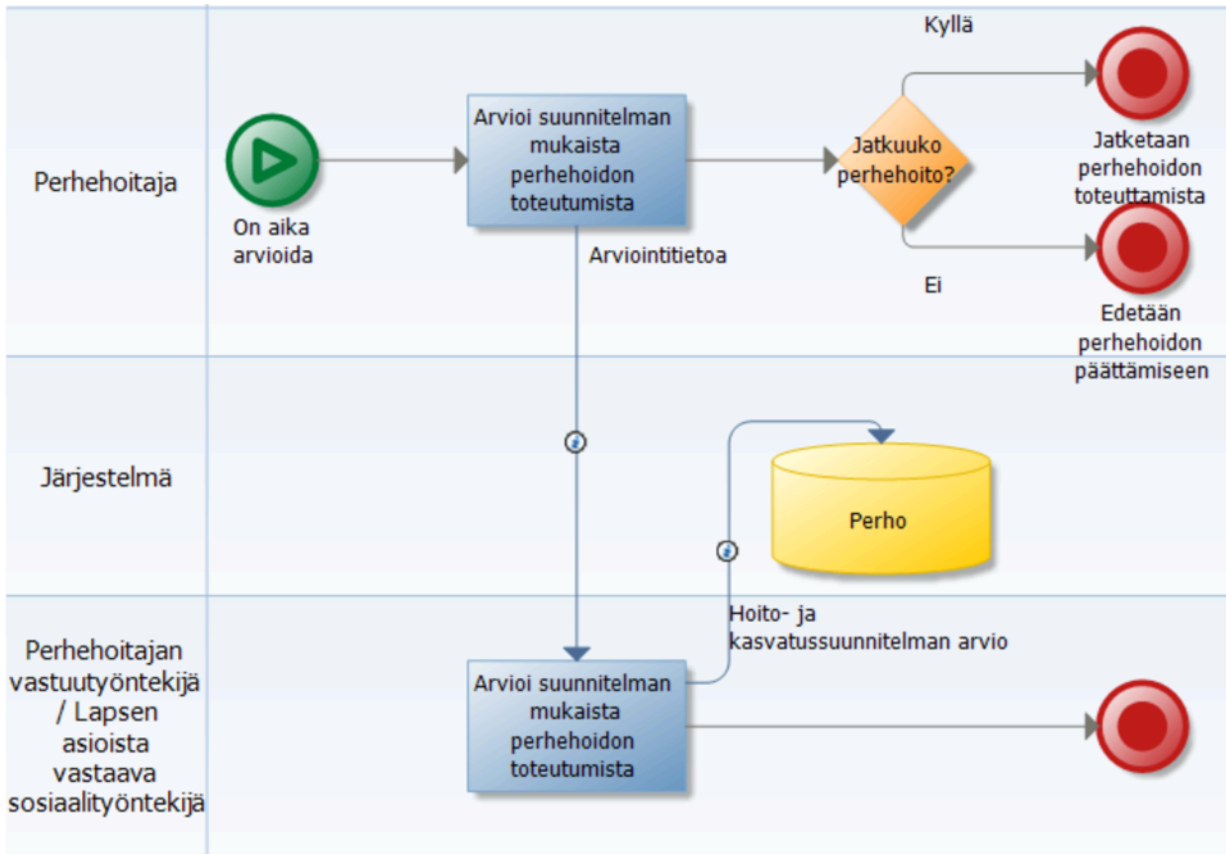 Perhehoitaja
On aika
arvioida
Arvioi suunnitelman
mukaista
perhehoidon
toteutumista
Arviointitietoa
Jatkuuko
perhehoito?
Kyllä
Jatketaan
perhehoidon
toteuttamista
Ei
Edetään
perhehoidon
päättämiseen
Järjestelmä
Perho
Hoito- ja
kasvatussuunnitelman arvio
Perhehoitajan
vastuutyöntekijä
/ Lapsen
asioista
vastaava
sosiaalityöntekijä
Arvioi suunnitelman
mukaista
perhehoidon
toteutumista